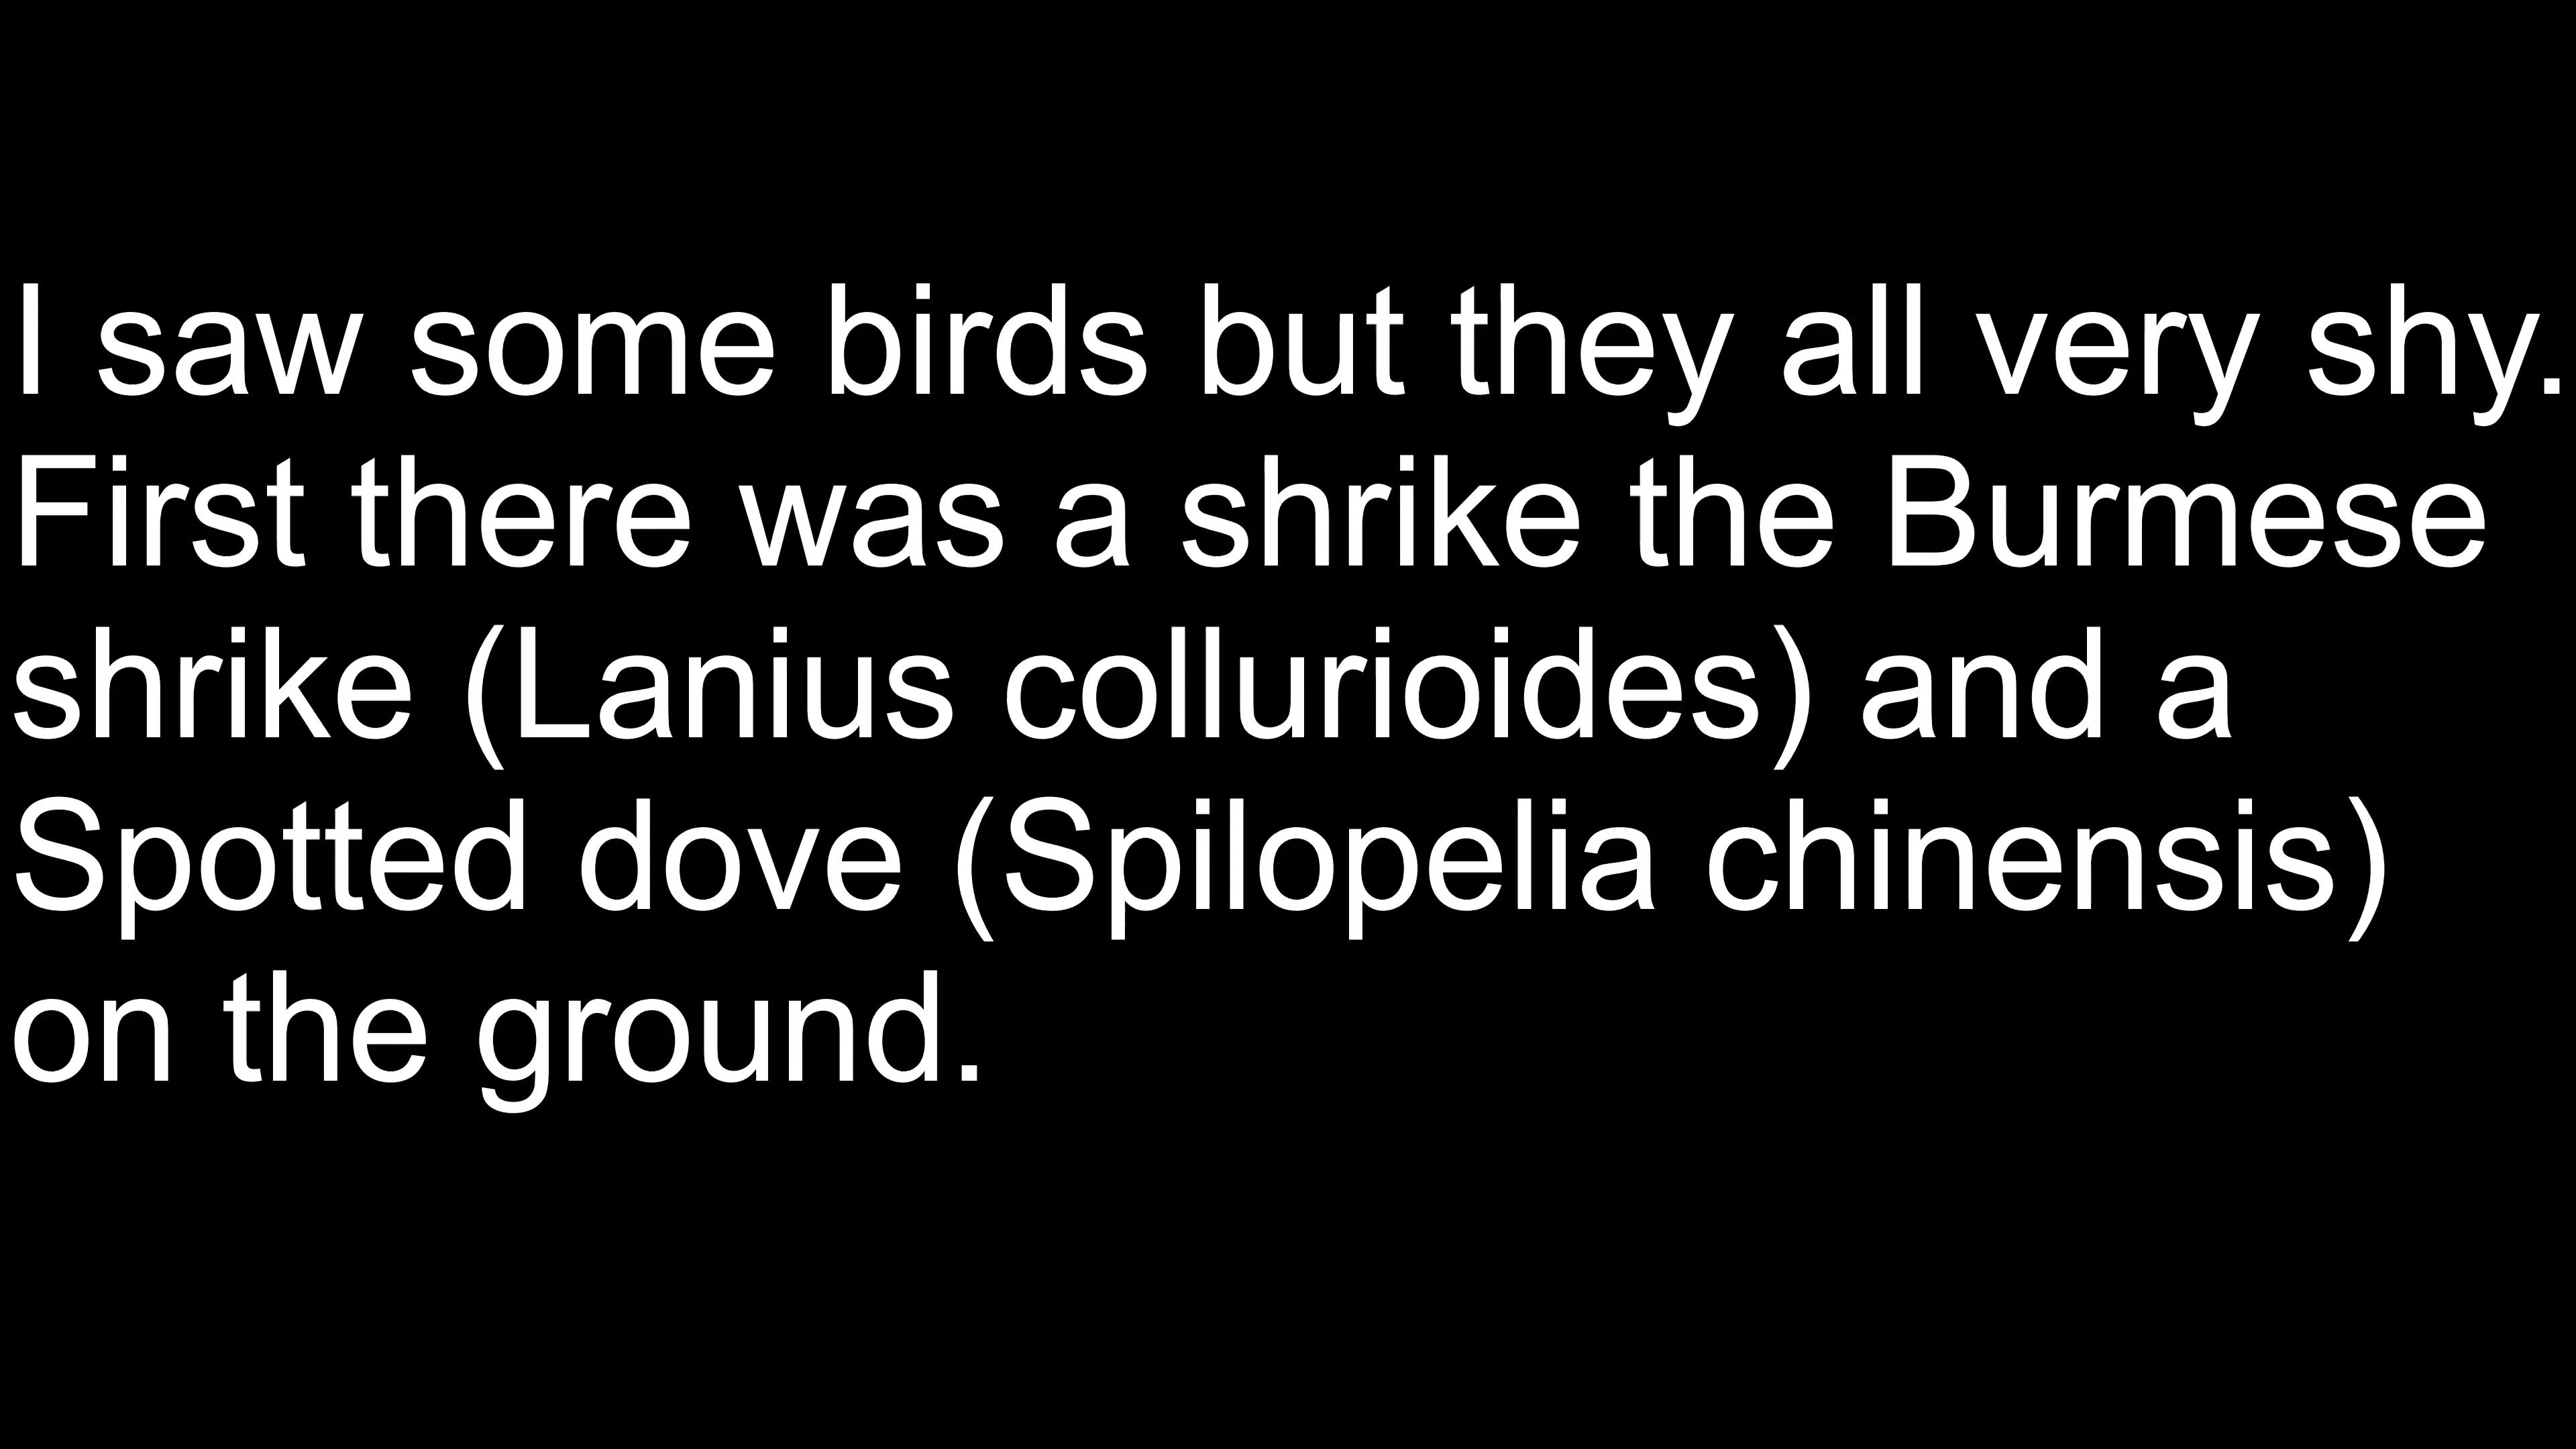 I saw some birds but they all very shy.
First there was a shrike the Burmese
shrike (Lanius collurioides) and a
Spotted dove (Spilopelia chinensis)
on the ground.